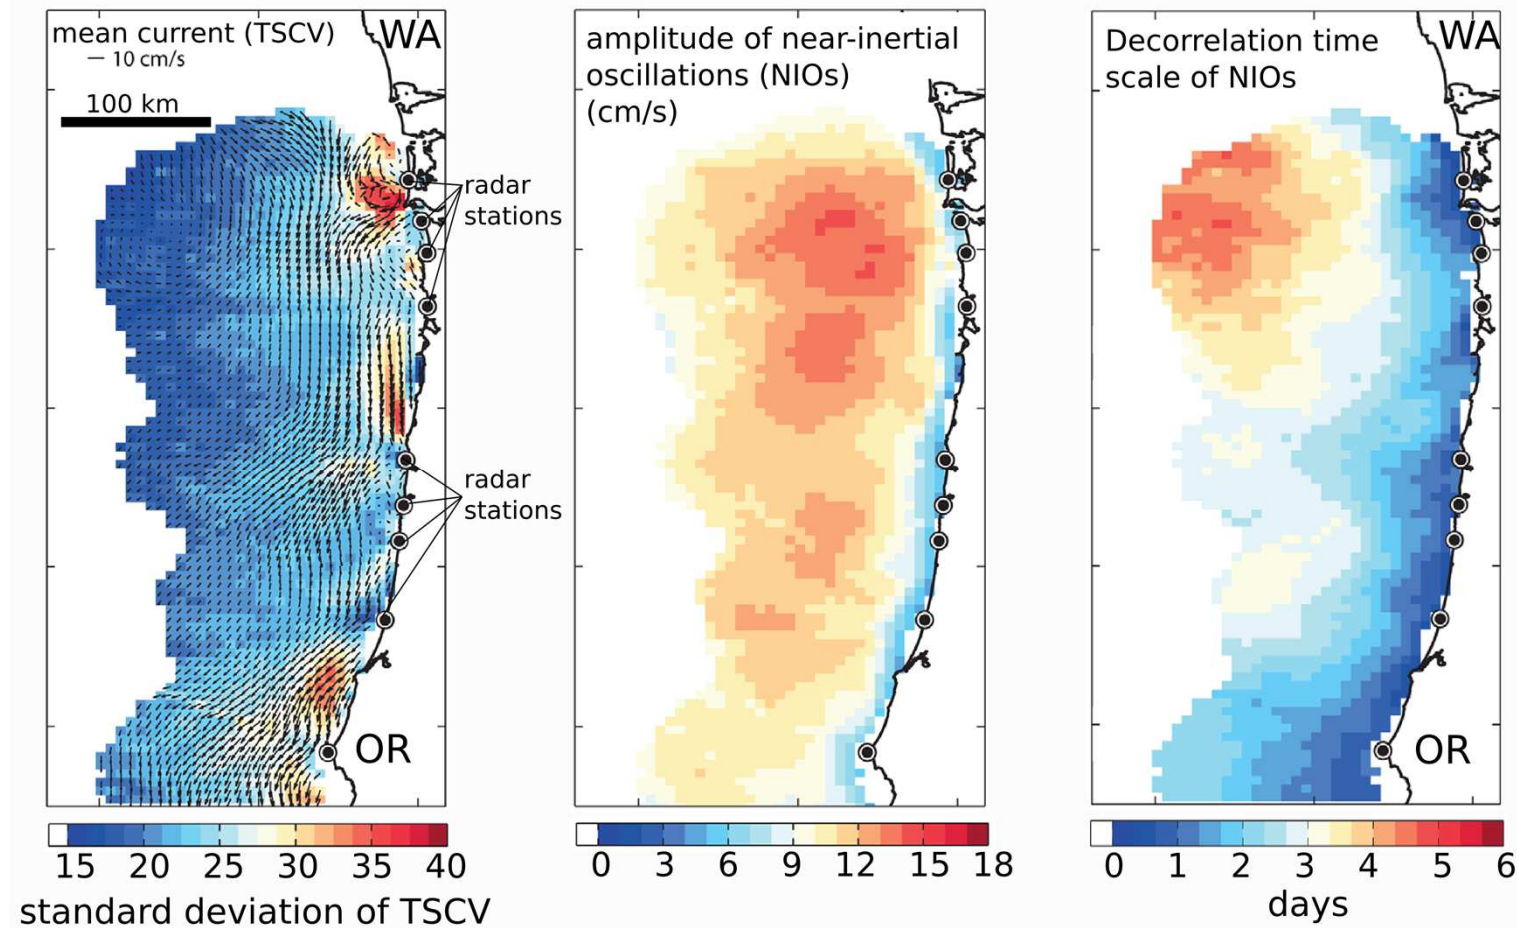 mean current (TSCV)
10 cm/s
100 km
WA
radar
stations
radar
stations
OR
15 20 25 30 35 40
standard deviation of TSCV
amplitude of near-inertial
oscillations (NIOs)
(cm/s)
0 3 6 9 12 15 18
Decorrelation time
scale of NIOs
WA
OR
0 1 2 3 4 5 6
days